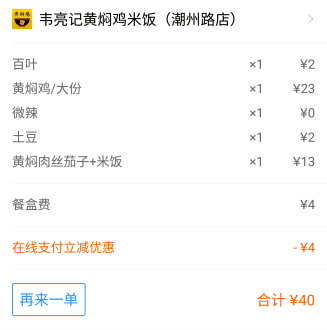 韦亮记黄焖鸡米饭（潮州路店）
百叶 ×1 ¥2
黄焖鸡/大份 ×1 ¥23
微辣 ×1 ¥0
土豆 ×1 ¥2
黄焖肉丝茄子+米饭 ×1 ¥13
餐盒费 ¥4
在线支付立减优惠 - ¥4
再来一单 合计 ¥40